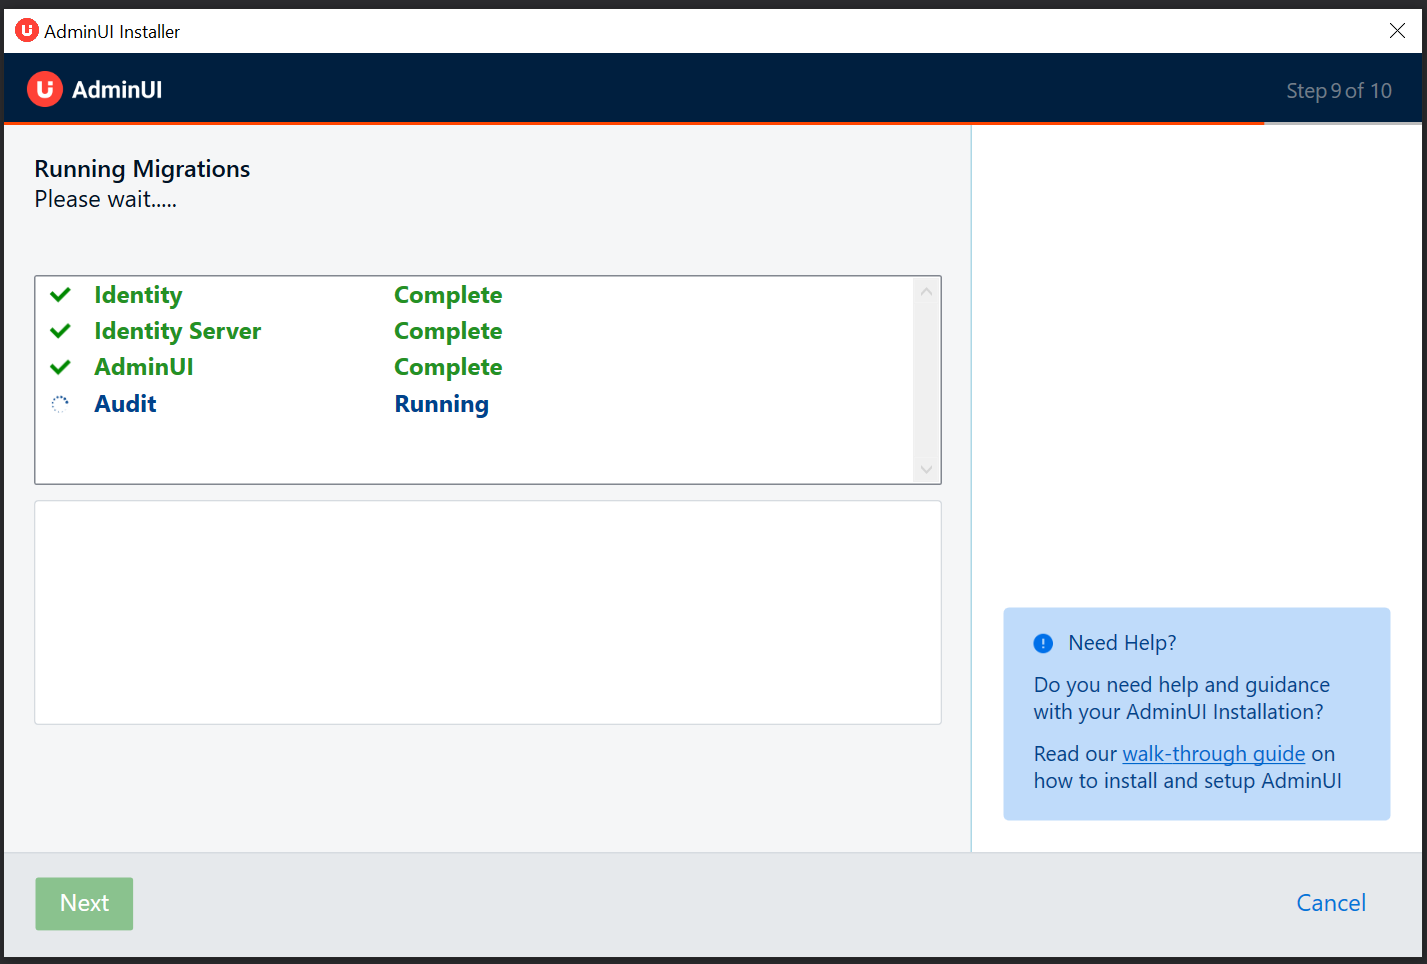 AdminUI Installer
AdminUI
Step 9 of 10
Running Migrations
Please wait.....
Identity Complete
Identity Server Complete
AdminUI Complete
Audit Running
Need Help?
Do you need help and guidance
with your AdminUI Installation?
Read our walk-through guide on
how to install and setup AdminUI
Next
Cancel